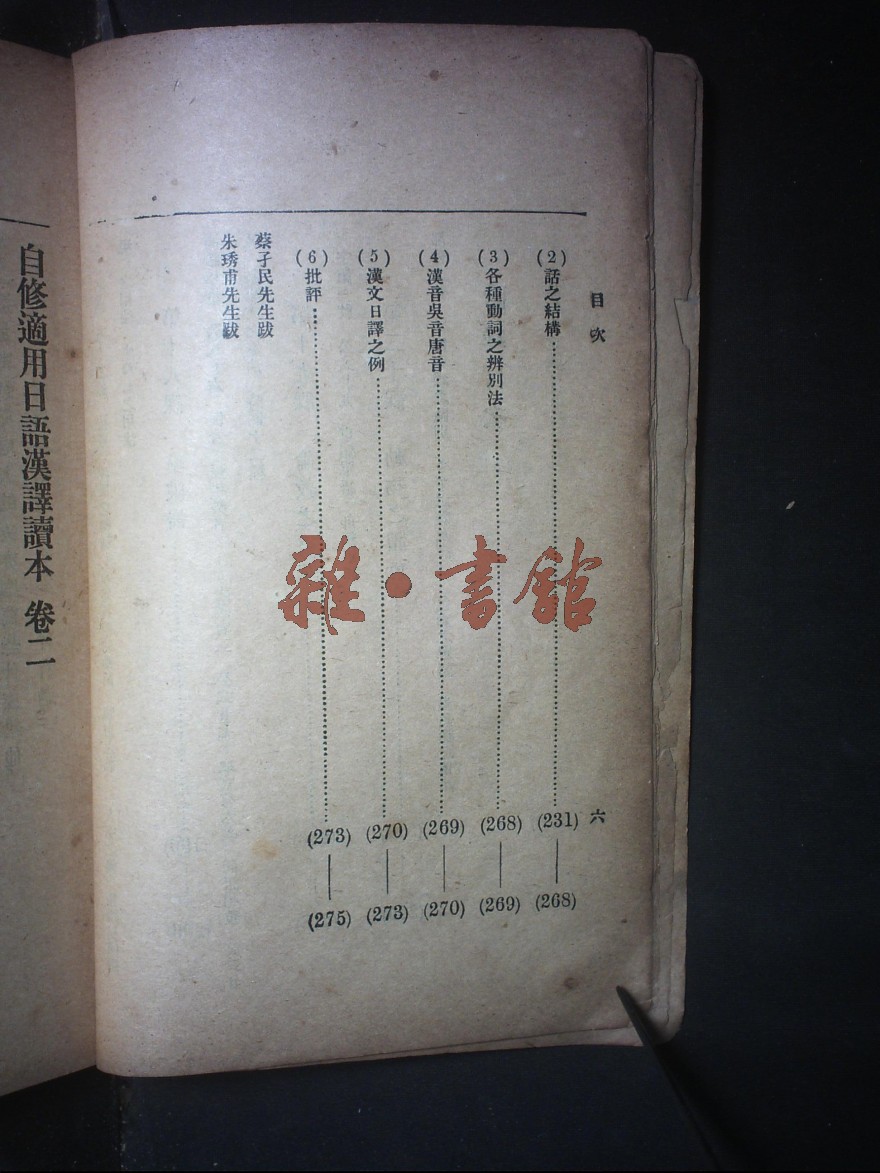 目次
六
(2)話之結構……(231)——(268)
(3)各種動詞之辨別法……(268)——(269)
(4)漢音吳音唐音……(269)——(270)
(5)漢文日譯之例……(270)——(273)
(6)批評……(273)——(275)
蔡孑民先生跋
朱琇甫先生跋
自修適用日語漢譯讀本 卷二
雜·書館